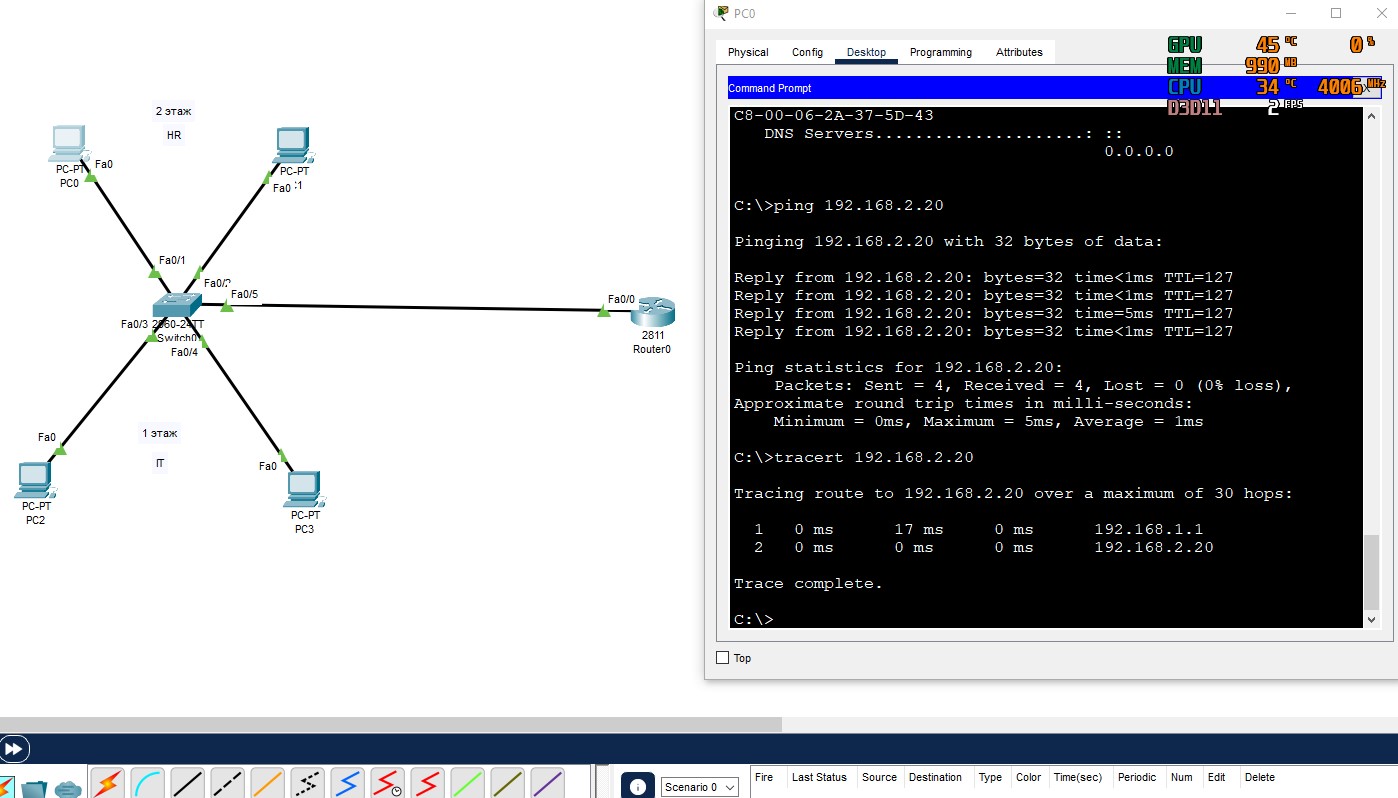 PC0
Physical Config Desktop Programming Attributes
GPU 45 °C 0 %
MEM 990 MB
CPU 34 °C 4006 MHz
D3D11 2 FPS
Command Prompt X
C8-00-06-2A-37-5D-43
DNS Servers.....................: ::
0.0.0.0
C:\>ping 192.168.2.20
Pinging 192.168.2.20 with 32 bytes of data:
Reply from 192.168.2.20: bytes=32 time<1ms TTL=127
Reply from 192.168.2.20: bytes=32 time<1ms TTL=127
Reply from 192.168.2.20: bytes=32 time=5ms TTL=127
Reply from 192.168.2.20: bytes=32 time<1ms TTL=127
Ping statistics for 192.168.2.20:
Packets: Sent = 4, Received = 4, Lost = 0 (0% loss),
Approximate round trip times in milli-seconds:
Minimum = 0ms, Maximum = 5ms, Average = 1ms
C:\>tracert 192.168.2.20
Tracing route to 192.168.2.20 over a maximum of 30 hops:
1 0 ms 17 ms 0 ms 192.168.1.1
2 0 ms 0 ms 0 ms 192.168.2.20
Trace complete.
C:\>
Top
2 этаж
HR
Fa0
PC-PT
PC0
PC-PT
Fa0
Fa0/1
Fa0/2
Fa0/5
Fa0/0
Fa0/3 2960-24TT
Switch0
Fa0/4
2811
Router0
1 этаж
IT
Fa0
PC-PT
PC2
Fa0
PC-PT
PC3
Scenario 0
Fire Last Status Source Destination Type Color Time(sec) Periodic Num Edit Delete